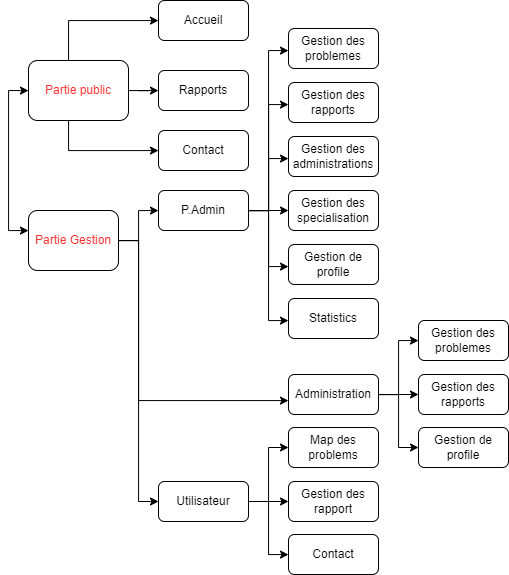 Accueil
Partie public
Rapports
Contact
Partie Gestion
P.Admin
Gestion des
problemes
Gestion des
rapports
Gestion des
administrations
Gestion des
specialisation
Gestion de
profile
Statistics
Administration
Gestion des
problemes
Gestion des
rapports
Gestion de
profile
Utilisateur
Map des
problems
Gestion des
rapport
Contact